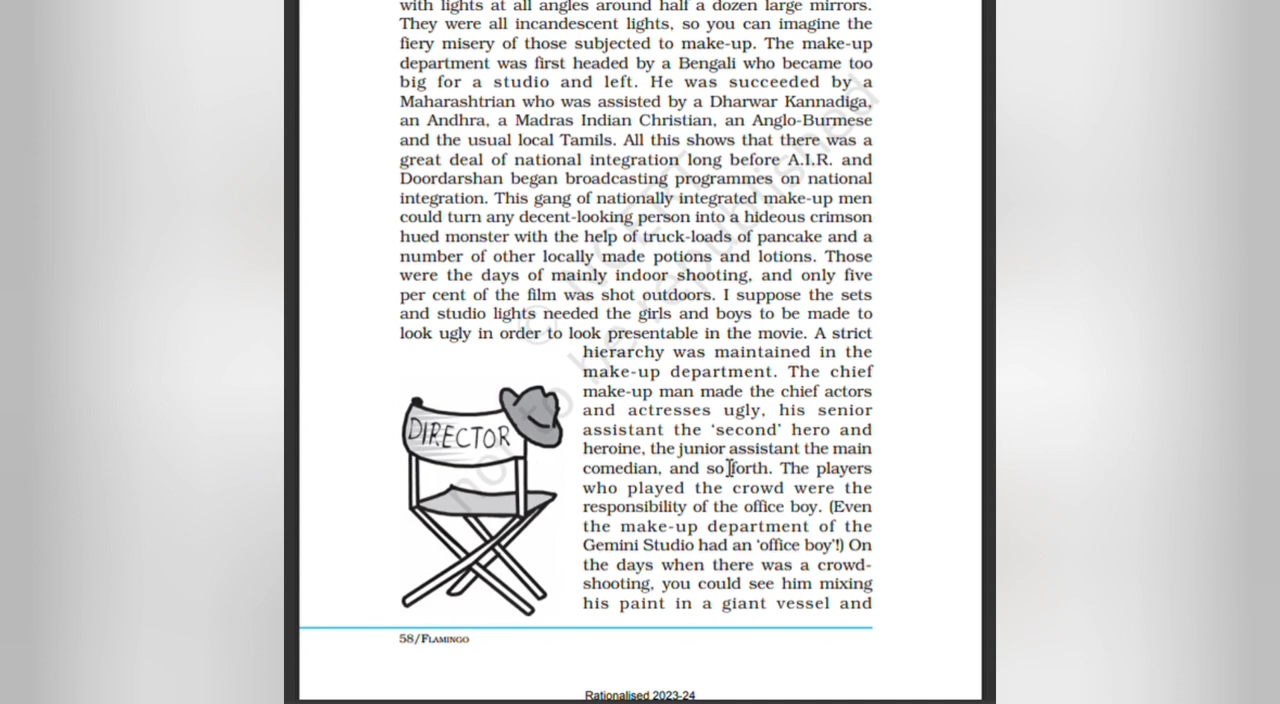 with lights at all angles around half a dozen large mirrors.
They were all incandescent lights, so you can imagine the
fiery misery of those subjected to make-up. The make-up
department was first headed by a Bengali who became too
big for a studio and left. He was succeeded by a
Maharashtrian who was assisted by a Dharwar Kannadiga,
an Andhra, a Madras Indian Christian, an Anglo-Burmese
and the usual local Tamils. All this shows that there was a
great deal of national integration long before A.I.R. and
Doordarshan began broadcasting programmes on national
integration. This gang of nationally integrated make-up men
could turn any decent-looking person into a hideous crimson
hued monster with the help of truck-loads of pancake and a
number of other locally made potions and lotions. Those
were the days of mainly indoor shooting, and only five
per cent of the film was shot outdoors. I suppose the sets
and studio lights needed the girls and boys to be made to
look ugly in order to look presentable in the movie. A strict
hierarchy was maintained in the
make-up department. The chief
make-up man made the chief actors
and actresses ugly, his senior
assistant the ‘second’ hero and
heroine, the junior assistant the main
comedian, and so forth. The players
who played the crowd were the
responsibility of the office boy. (Even
the make-up department of the
Gemini Studio had an ‘office boy’!) On
the days when there was a crowd-
shooting, you could see him mixing
his paint in a giant vessel and
DIRECTOR
58/FLAMINGO
Rationalised 2023-24
© NCERT
not to be republished